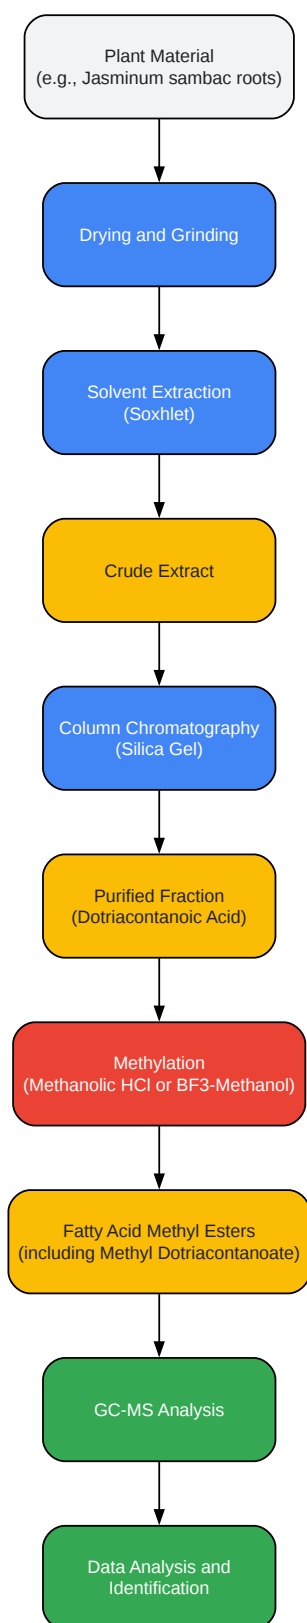 Plant Material
(e.g., Jasminum sambac roots)
Drying and Grinding
Solvent Extraction
(Soxhlet)
Crude Extract
Column Chromatography
(Silica Gel)
Purified Fraction
(Dotriacontanoic Acid)
Methylation
(Methanolic HCl or BF3-Methanol)
Fatty Acid Methyl Esters
(including Methyl Dotriacontanoate)
GC-MS Analysis
Data Analysis and
Identification